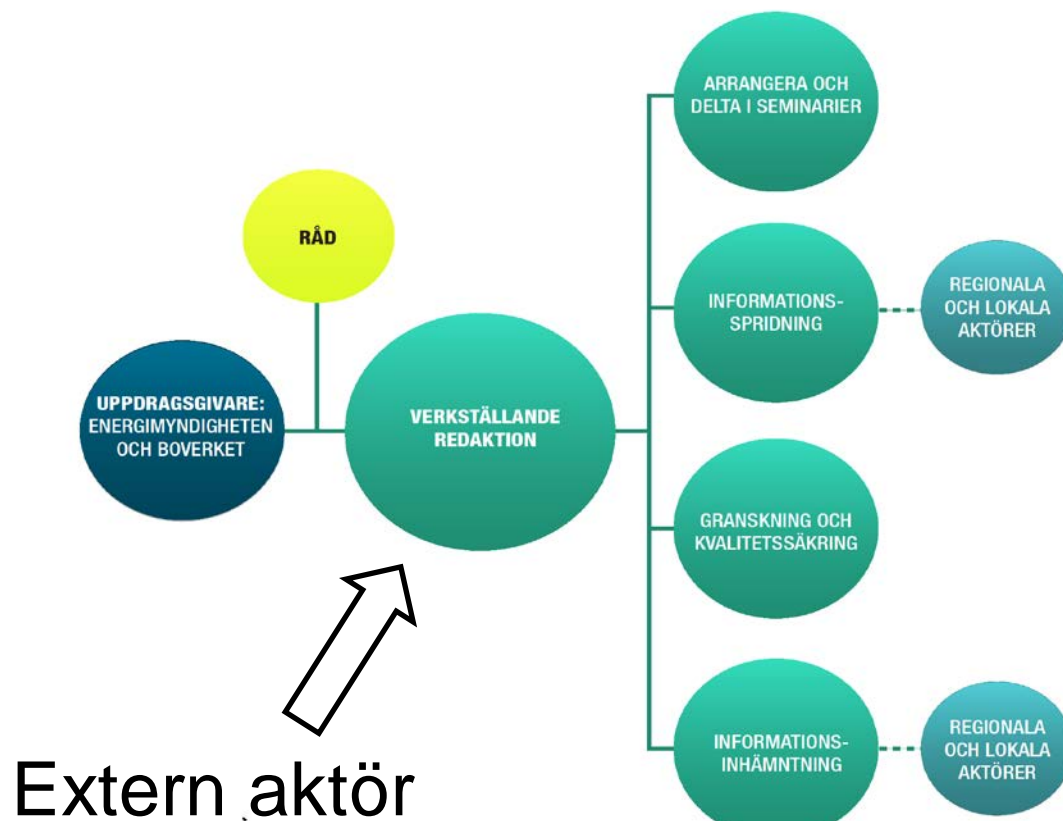 ARRANGERA OCH
DELTA I SEMINARIER
RÅD
INFORMATIONS-
SPRIDNING
REGIONALA
OCH LOKALA
AKTÖRER
UPPDRAGSGIVARE:
ENERGIMYNDIGHETEN
OCH BOVERKET
VERKSTÄLLANDE
REDAKTION
GRANSKNING OCH
KVALITETSSÄKRING
INFORMATIONS-
INHÄMNTNING
REGIONALA
OCH LOKALA
AKTÖRER
Extern aktör